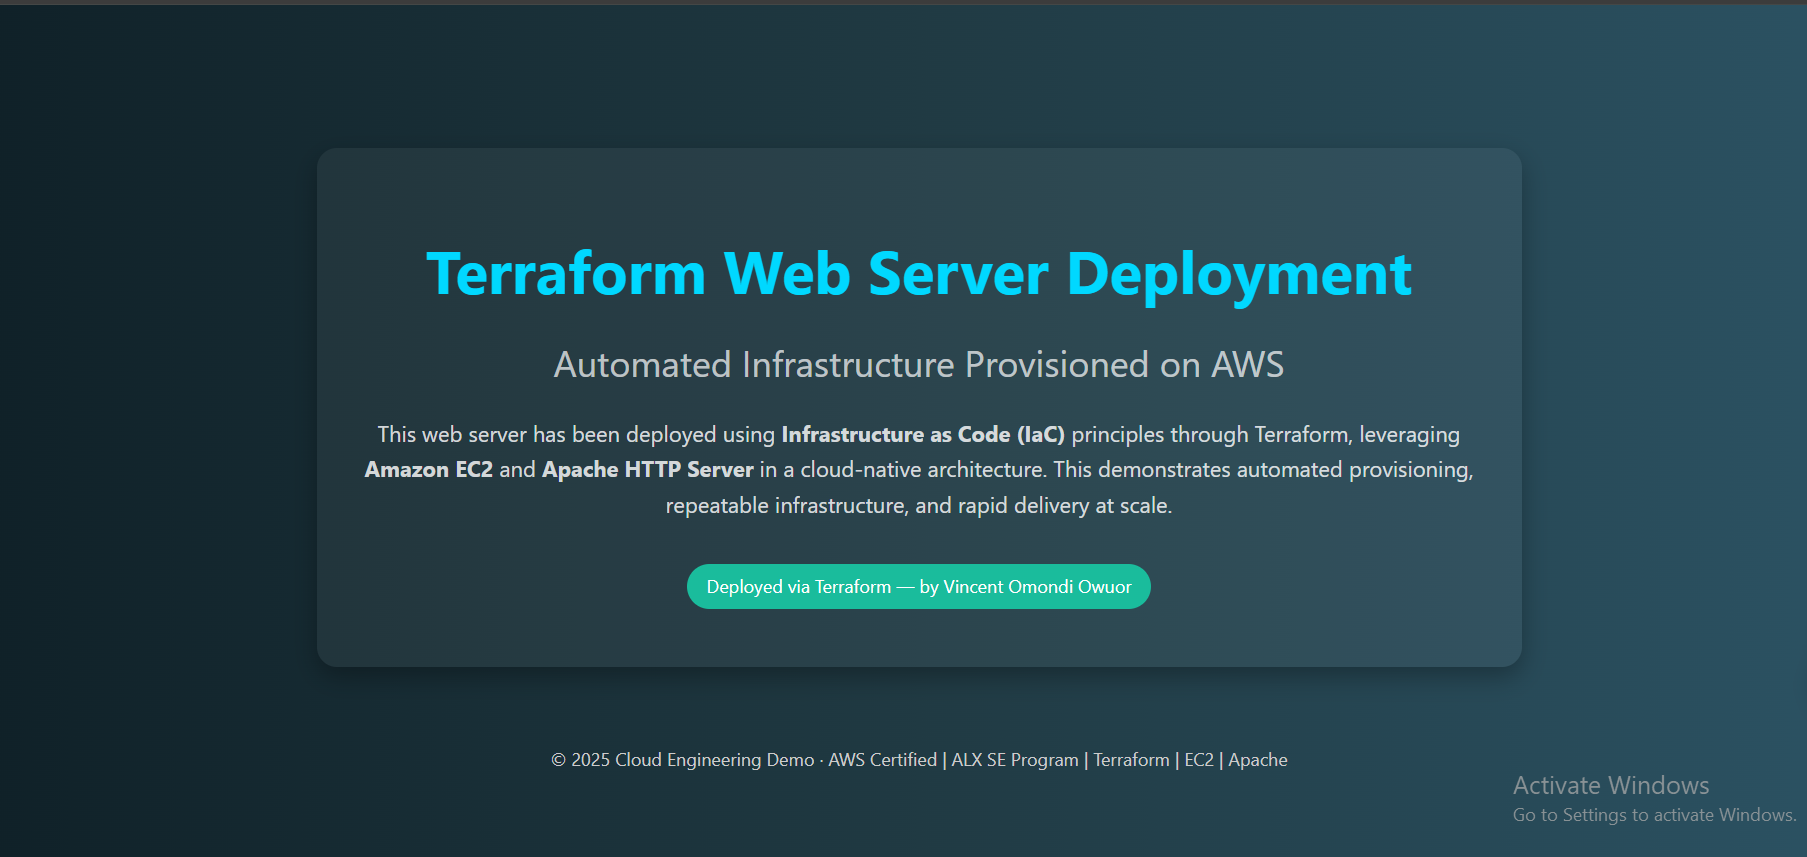 Terraform Web Server Deployment
Automated Infrastructure Provisioned on AWS
This web server has been deployed using Infrastructure as Code (IaC) principles through Terraform, leveraging
Amazon EC2 and Apache HTTP Server in a cloud-native architecture. This demonstrates automated provisioning,
repeatable infrastructure, and rapid delivery at scale.
Deployed via Terraform — by Vincent Omondi Owuor
© 2025 Cloud Engineering Demo · AWS Certified | ALX SE Program | Terraform | EC2 | Apache
Activate Windows
Go to Settings to activate Windows.